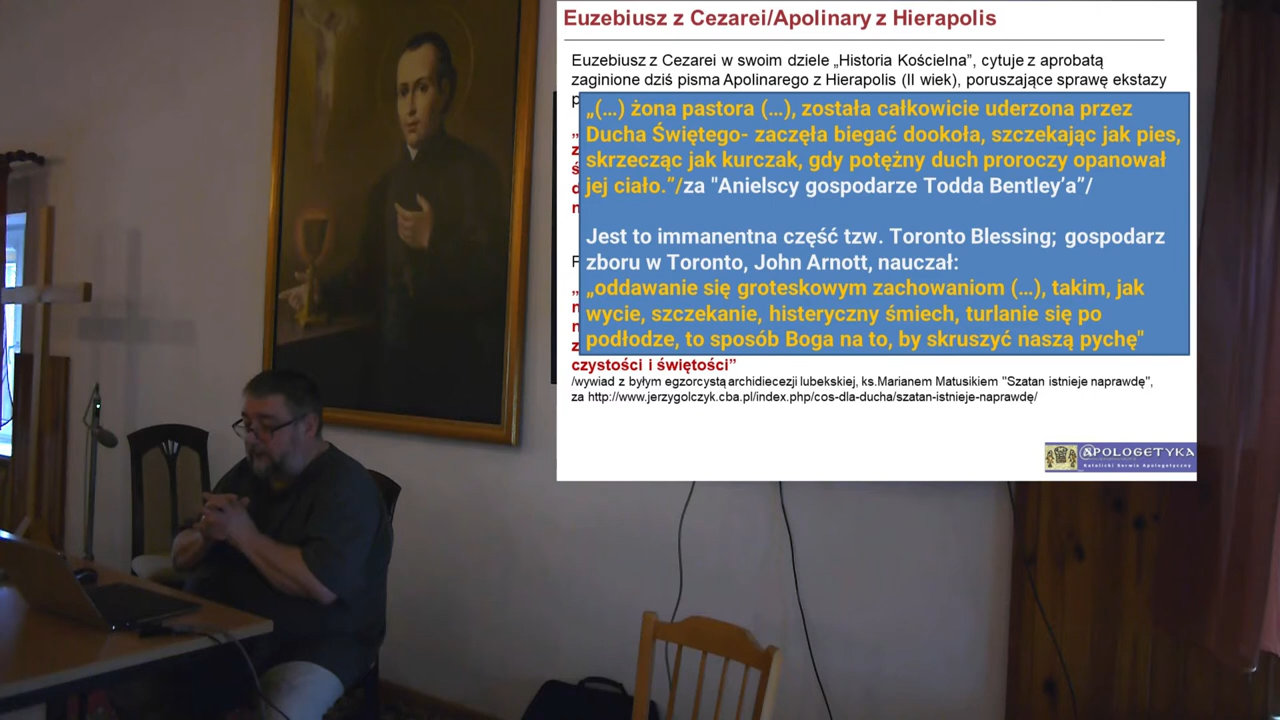 Euzebiusz z Cezarei/Apolinary z Hierapolis
Euzebiusz z Cezarei w swoim dziele „Historia Kościelna”, cytuje z aprobatą
zaginione dziś pisma Apolinarego z Hierapolis (II wiek), poruszające sprawę ekstazy
„(...) żona pastora (...), została całkowicie uderzona przez
Ducha Świętego- zaczęła biegać dookoła, szczekając jak pies,
skrzecząc jak kurczak, gdy potężny duch proroczy opanował
jej ciało.”/za "Anielscy gospodarze Todda Bentley’a”/
Jest to immanentna część tzw. Toronto Blessing; gospodarz
zboru w Toronto, John Arnott, nauczał:
„oddawanie się groteskowym zachowaniom (...), takim, jak
wycie, szczekanie, histeryczny śmiech, turlanie się po
podłodze, to sposób Boga na to, by skruszyć naszą pychę"
czystości i świętości”
/wywiad z byłym egzorcystą archidiecezji lubekskiej, ks.Marianem Matusikiem "Szatan istnieje naprawdę",
za http://www.jerzygolczyk.cba.pl/index.php/cos-dla-ducha/szatan-istnieje-naprawde/
@POLOGETYKA
Katolicki Serwis Apologetyczny